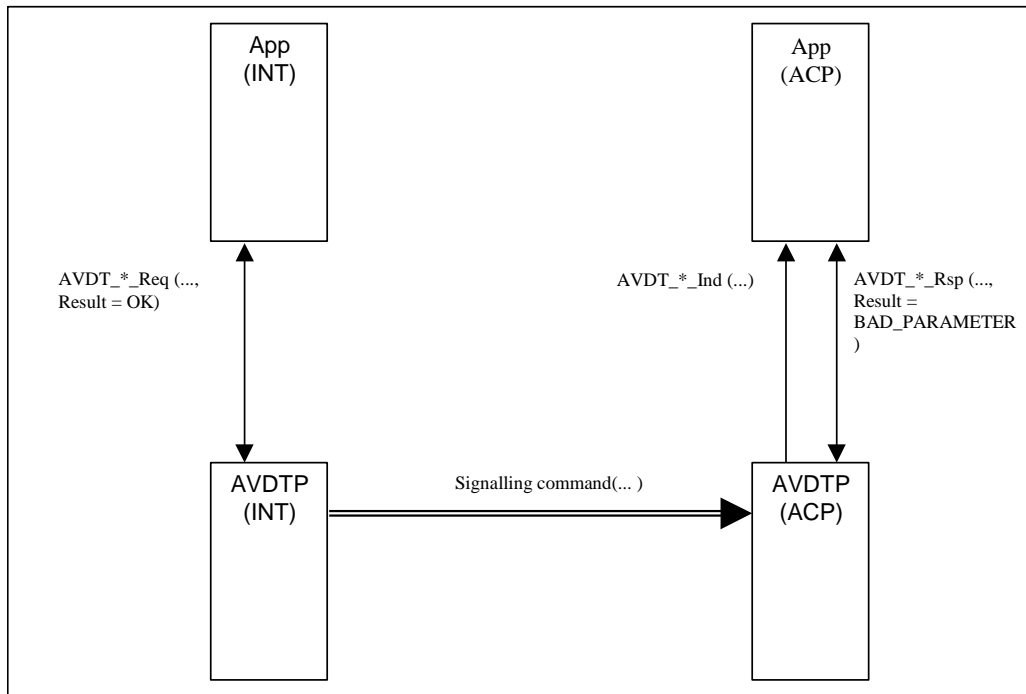 App
(INT)
App
(ACP)
AVDT_*_Req (...,
Result = OK)
AVDT_*_Ind (...)
AVDT_*_Rsp (...,
Result =
BAD_PARAMETER
)
AVDTP
(INT)
Signalling command(... )
AVDTP
(ACP)